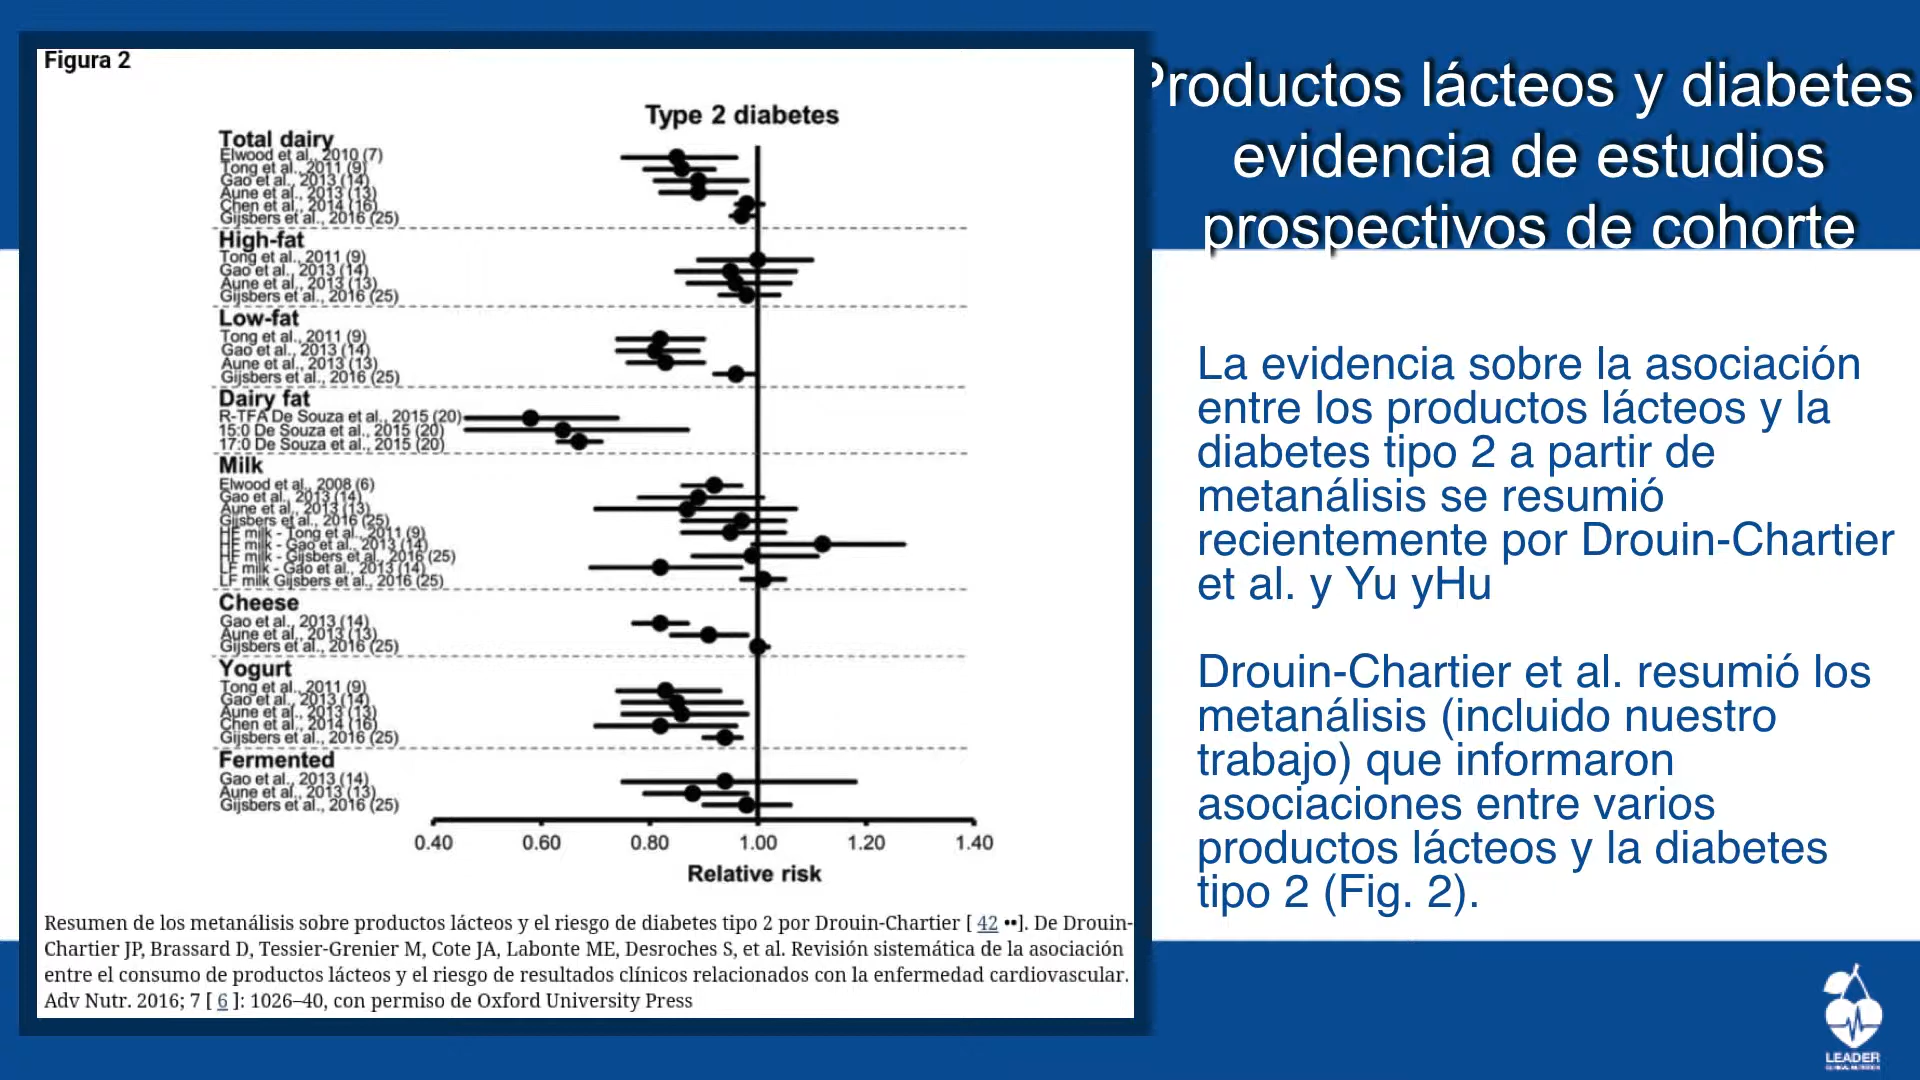 Figura 2
Type 2 diabetes
Total dairy
Elwood et al., 2010 (7)
Tong et al., 2011 (9)
Gao et al., 2013 (14)
Aune et al., 2013 (13)
Chen et al., 2014 (16)
Gijsbers et al., 2016 (25)
High-fat
Tong et al., 2011 (9)
Gao et al., 2013 (14)
Aune et al., 2013 (13)
Gijsbers et al., 2016 (25)
Low-fat
Tong et al., 2011 (9)
Gao et al., 2013 (14)
Aune et al., 2013 (13)
Gijsbers et al., 2016 (25)
Dairy fat
R-TFA De Souza et al., 2015 (20)
15:0 De Souza et al., 2015 (20)
17:0 De Souza et al., 2015 (20)
Milk
Elwood et al., 2008 (6)
Gao et al., 2013 (14)
Aune et al., 2013 (13)
Gijsbers et al., 2016 (25)
HF milk - Tong et al., 2011 (9)
HF milk - Gao et al., 2013 (14)
HF milk - Gijsbers et al., 2016 (25)
LF milk - Gao et al., 2013 (14)
LF milk Gijsbers et al., 2016 (25)
Cheese
Gao et al., 2013 (14)
Aune et al., 2013 (13)
Gijsbers et al., 2016 (25)
Yogurt
Tong et al., 2011 (9)
Gao et al., 2013 (14)
Aune et al., 2013 (13)
Chen et al., 2014 (16)
Gijsbers et al., 2016 (25)
Fermented
Gao et al., 2013 (14)
Aune et al., 2013 (13)
Gijsbers et al., 2016 (25)
0.40 0.60 0.80 1.00 1.20 1.40
Relative risk
Resumen de los metanálisis sobre productos lácteos y el riesgo de diabetes tipo 2 por Drouin-Chartier [ 42 ••]. De Drouin-
Chartier JP, Brassard D, Tessier-Grenier M, Cote JA, Labonte ME, Desroches S, et al. Revisión sistemática de la asociación
entre el consumo de productos lácteos y el riesgo de resultados clínicos relacionados con la enfermedad cardiovascular.
Adv Nutr. 2016; 7 [ 6 ]: 1026–40, con permiso de Oxford University Press
Productos lácteos y diabetes
evidencia de estudios
prospectivos de cohorte
La evidencia sobre la asociación
entre los productos lácteos y la
diabetes tipo 2 a partir de
metanálisis se resumió
recientemente por Drouin-Chartier
et al. y Yu yHu
Drouin-Chartier et al. resumió los
metanálisis (incluido nuestro
trabajo) que informaron
asociaciones entre varios
productos lácteos y la diabetes
tipo 2 (Fig. 2).
LEADER
CLINICAL NUTRITION